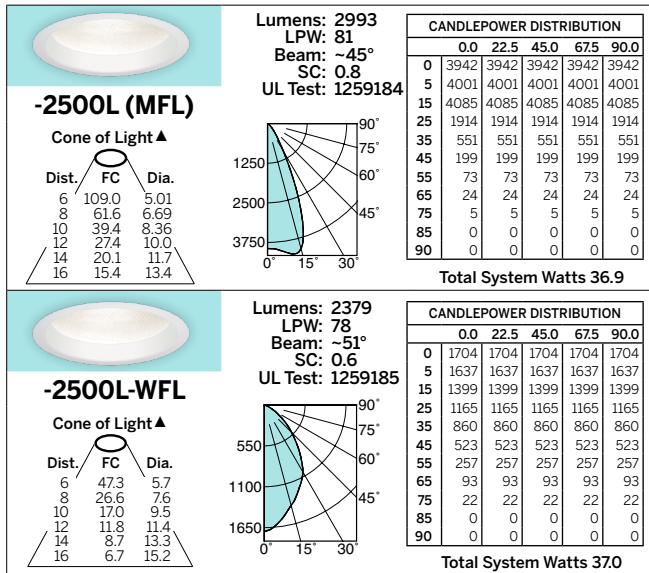 -2500L (MFL)
Cone of Light▲
Dist. FC Dia.
6 109.0 5.01
8 61.6 6.69
10 39.4 8.36
12 27.4 10.0
14 20.1 11.7
16 15.4 13.4
Lumens: 2993
LPW: 81
Beam: ~45°
SC: 0.8
UL Test: 1259184
90°
75°
60°
45°
1250
2500
3750
0° 15° 30°
CANDLEPOWER DISTRIBUTION
0.0 22.5 45.0 67.5 90.0
0 3942 3942 3942 3942 3942
5 4001 4001 4001 4001 4001
15 4085 4085 4085 4085 4085
25 1914 1914 1914 1914 1914
35 551 551 551 551 551
45 199 199 199 199 199
55 73 73 73 73 73
65 24 24 24 24 24
75 5 5 5 5 5
85 0 0 0 0 0
90 0 0 0 0 0
Total System Watts 36.9
-2500L-WFL
Cone of Light▲
Dist. FC Dia.
6 47.3 5.7
8 26.6 7.6
10 17.0 9.5
12 11.8 11.4
14 8.7 13.3
16 6.7 15.2
Lumens: 2379
LPW: 78
Beam: ~51°
SC: 0.6
UL Test: 1259185
90°
75°
60°
45°
550
1100
1650
0° 15° 30°
CANDLEPOWER DISTRIBUTION
0.0 22.5 45.0 67.5 90.0
0 1704 1704 1704 1704 1704
5 1637 1637 1637 1637 1637
15 1399 1399 1399 1399 1399
25 1165 1165 1165 1165 1165
35 860 860 860 860 860
45 523 523 523 523 523
55 257 257 257 257 257
65 93 93 93 93 93
75 22 22 22 22 22
85 0 0 0 0 0
90 0 0 0 0 0
Total System Watts 37.0